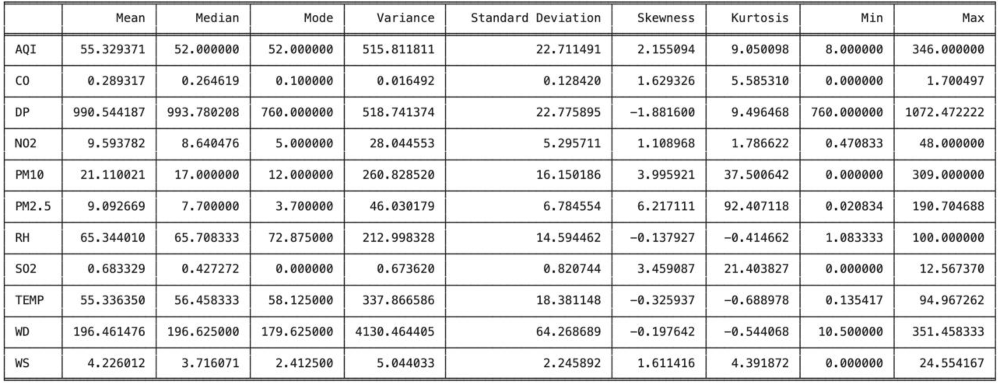 Mean Median Mode Variance Standard Deviation Skewness Kurtosis Min Max
AQI 55.329371 52.000000 52.000000 515.811811 22.711491 2.155094 9.050098 8.000000 346.000000
CO 0.289317 0.264619 0.100000 0.016492 0.128420 1.629326 5.585310 0.000000 1.700497
DP 990.544187 993.780208 760.000000 518.741374 22.775895 −1.881600 9.496468 760.000000 1072.472222
NO2 9.593782 8.640476 5.000000 28.044553 5.295711 1.108968 1.786622 0.470833 48.000000
PM10 21.110021 17.000000 12.000000 260.828520 16.150186 3.995921 37.500642 0.000000 309.000000
PM2.5 9.092669 7.700000 3.700000 46.030179 6.784554 6.217111 92.407118 0.020834 190.704688
RH 65.344010 65.708333 72.875000 212.998328 14.594462 −0.137927 −0.414662 1.083333 100.000000
SO2 0.683329 0.427272 0.000000 0.673620 0.820744 3.459087 21.403827 0.000000 12.567370
TEMP 55.336350 56.458333 58.125000 337.866586 18.381148 −0.325937 −0.688978 0.135417 94.967262
WD 196.461476 196.625000 179.625000 4130.464405 64.268689 −0.197642 −0.544068 10.500000 351.458333
WS 4.226012 3.716071 2.412500 5.044033 2.245892 1.611416 4.391872 0.000000 24.554167